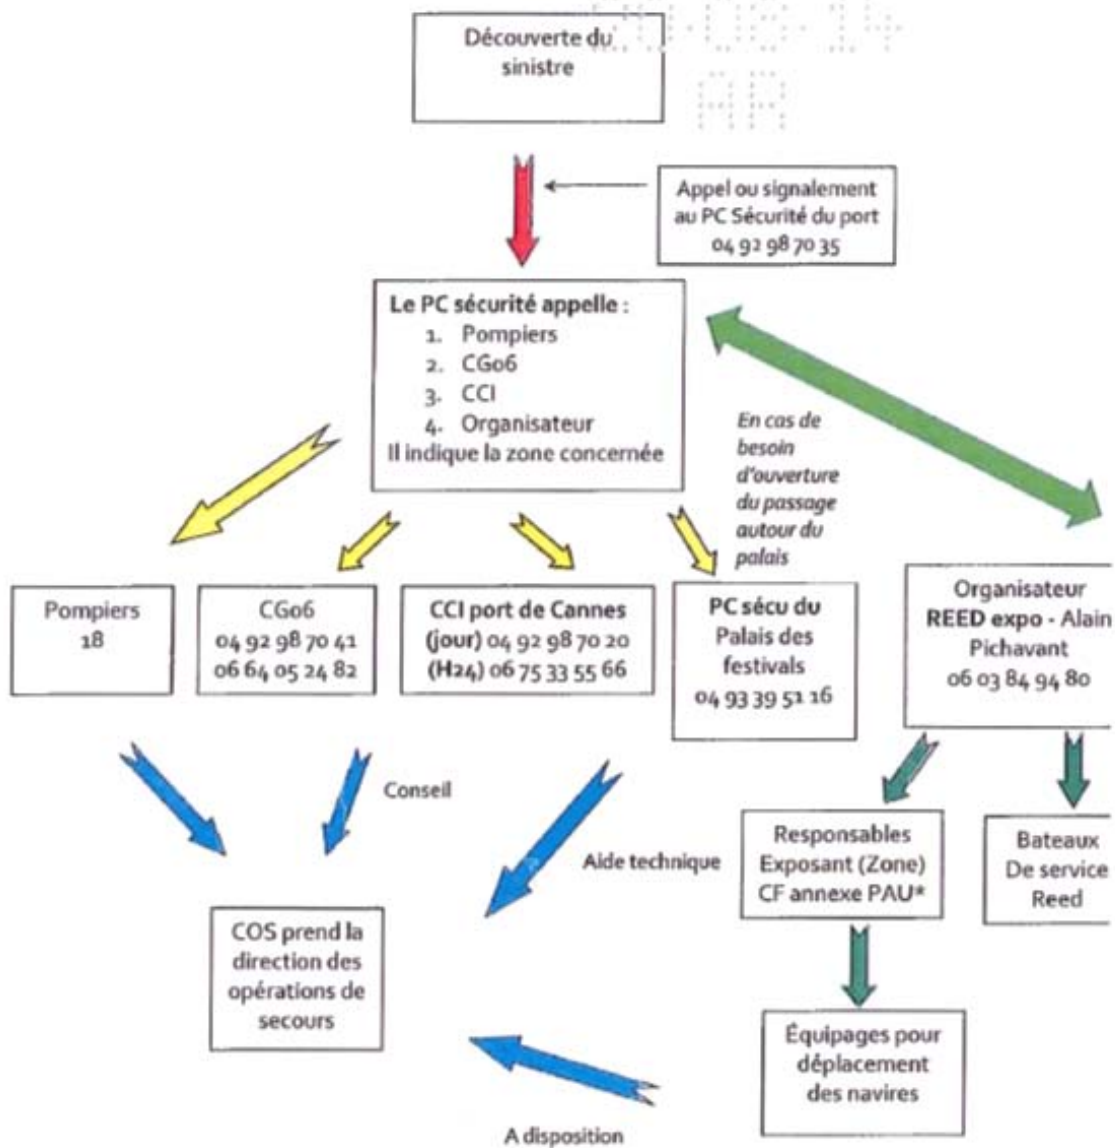 20·08·14
AR
Découverte du
sinistre
Appel ou signalement
au PC Sécurité du port
04 92 98 70 35
Le PC sécurité appelle :
1. Pompiers
2. CG06
3. CCI
4. Organisateur
Il indique la zone concernée
En cas de
besoin
d'ouverture
du passage
autour du
palais
Pompiers
18
CG06
04 92 98 70 41
06 64 05 24 82
CCI port de Cannes
(jour) 04 92 98 70 20
(H24) 06 75 33 55 66
PC sécu du
Palais des
festivals
04 93 39 51 16
Organisateur
REED expo - Alain
Pichavant
06 03 84 94 80
Conseil
Aide technique
Responsables
Exposant (Zone)
CF annexe PAU*
Bateaux
De service
Reed
COS prend la
direction des
opérations de
secours
Équipages pour
déplacement
des navires
A disposition